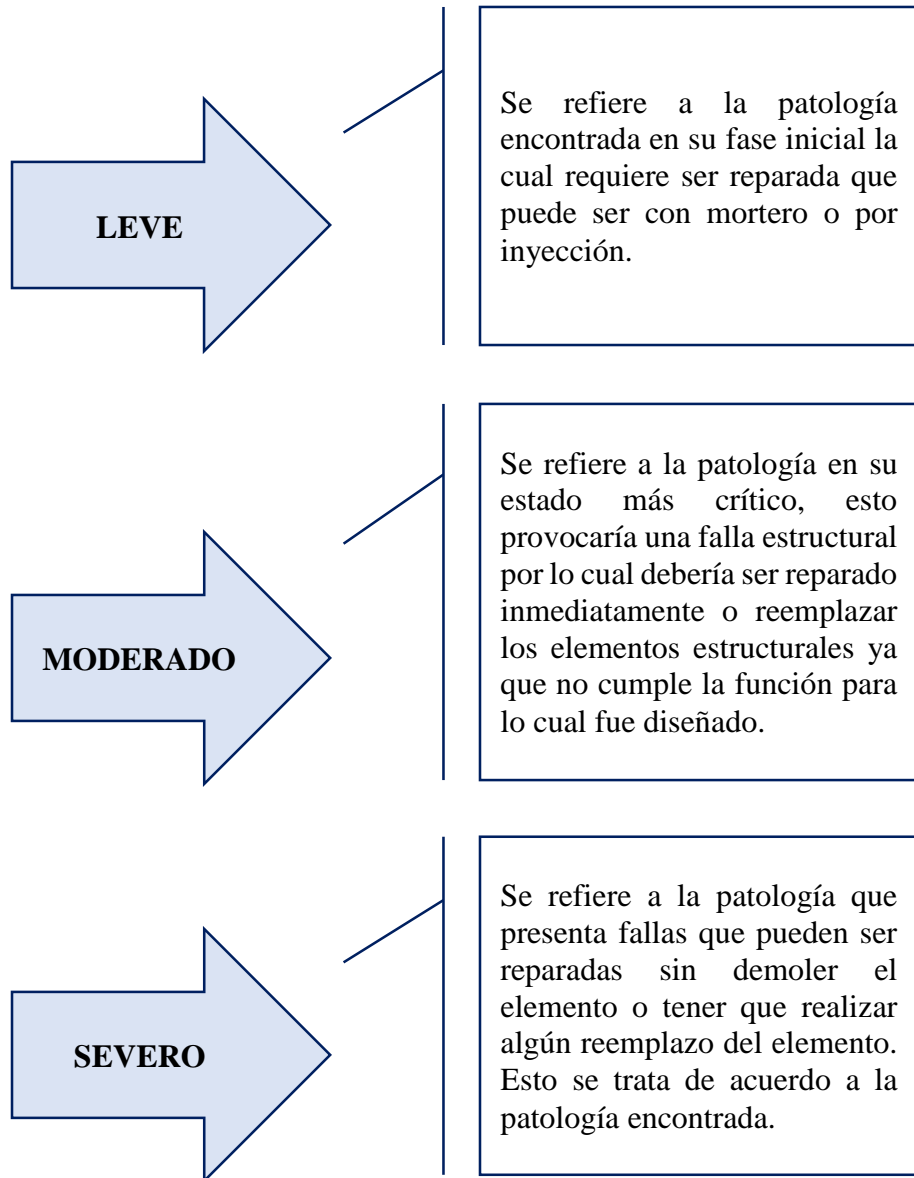 LEVE
Se refiere a la patología
encontrada en su fase inicial la
cual requiere ser reparada que
puede ser con mortero o por
inyección.
MODERADO
Se refiere a la patología en su
estado más crítico, esto
provocaría una falla estructural
por lo cual debería ser reparado
inmediatamente o reemplazar
los elementos estructurales ya
que no cumple la función para
lo cual fue diseñado.
SEVERO
Se refiere a la patología que
presenta fallas que pueden ser
reparadas sin demoler el
elemento o tener que realizar
algún reemplazo del elemento.
Esto se trata de acuerdo a la
patología encontrada.